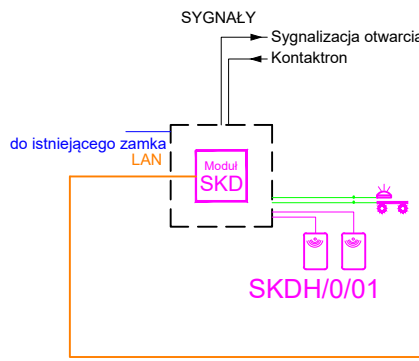 SYGNAŁY
Sygnalizacja otwarcia
Kontaktron
do istniejącego zamka
LAN
Moduł
SKD
SKDH/0/01